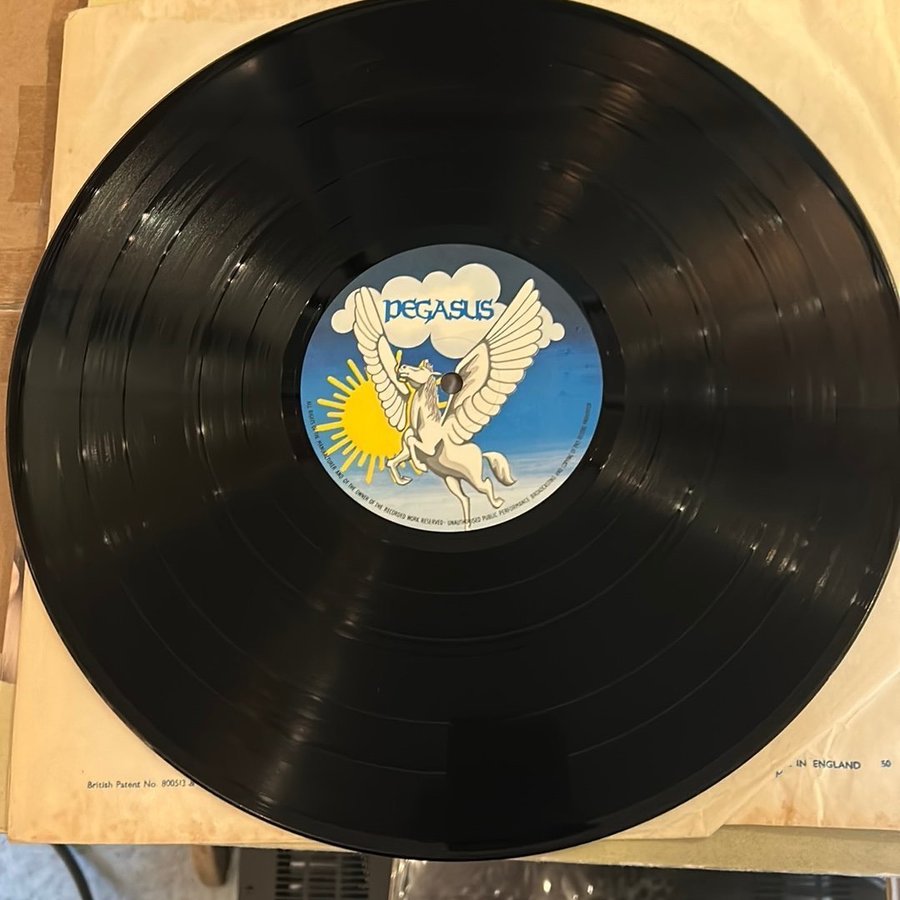 PEGASUS
ALL RIGHTS OF THE MANUFACTURER AND OF THE OWNER OF THE RECORDED WORK RESERVED · UNAUTHORISED PUBLIC PERFORMANCE BROADCASTING AND COPYING OF THIS RECORD PROHIBITED
British Patent No. 800513 &
IN ENGLAND 50